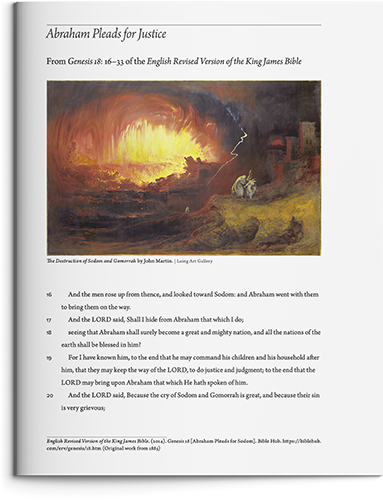 Abraham Pleads for Justice
From Genesis 18: 16–33 of the English Revised Version of the King James Bible
The Destruction of Sodom and Gomorrah by John Martin. | Laing Art Gallery
16 And the men rose up from thence, and looked toward Sodom: and Abraham went with them
to bring them on the way.
17 And the LORD said, Shall I hide from Abraham that which I do;
18 seeing that Abraham shall surely become a great and mighty nation, and all the nations of the
earth shall be blessed in him?
19 For I have known him, to the end that he may command his children and his household after
him, that they may keep the way of the LORD, to do justice and judgment; to the end that the
LORD may bring upon Abraham that which He hath spoken of him.
20 And the LORD said, Because the cry of Sodom and Gomorrah is great, and because their sin
is very grievous;
English Revised Version of the King James Bible. (2014). Genesis 18 [Abraham Pleads for Sodom]. Bible Hub. https://biblehub.
com/erv/genesis/18.htm (Original work from 1885)